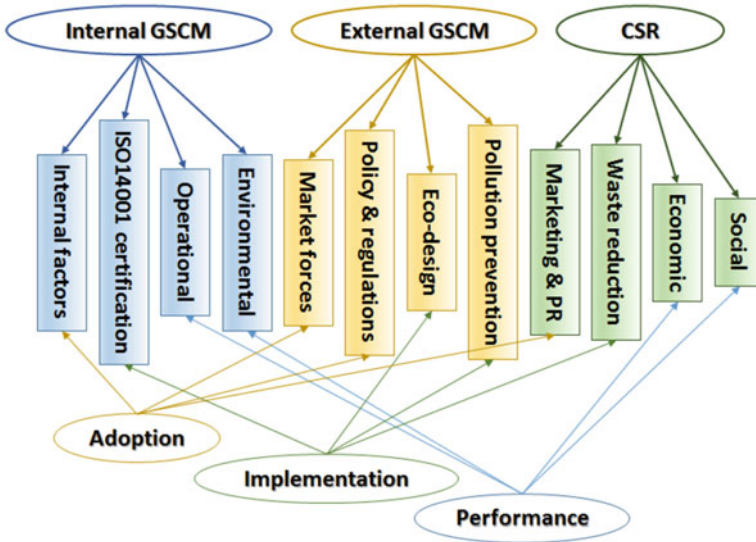 Internal GSCM
External GSCM
CSR
Internal factors
ISO14001 certification
Operational
Environmental
Market forces
Policy & regulations
Eco-design
Pollution prevention
Marketing & PR
Waste reduction
Economic
Social
Adoption
Implementation
Performance